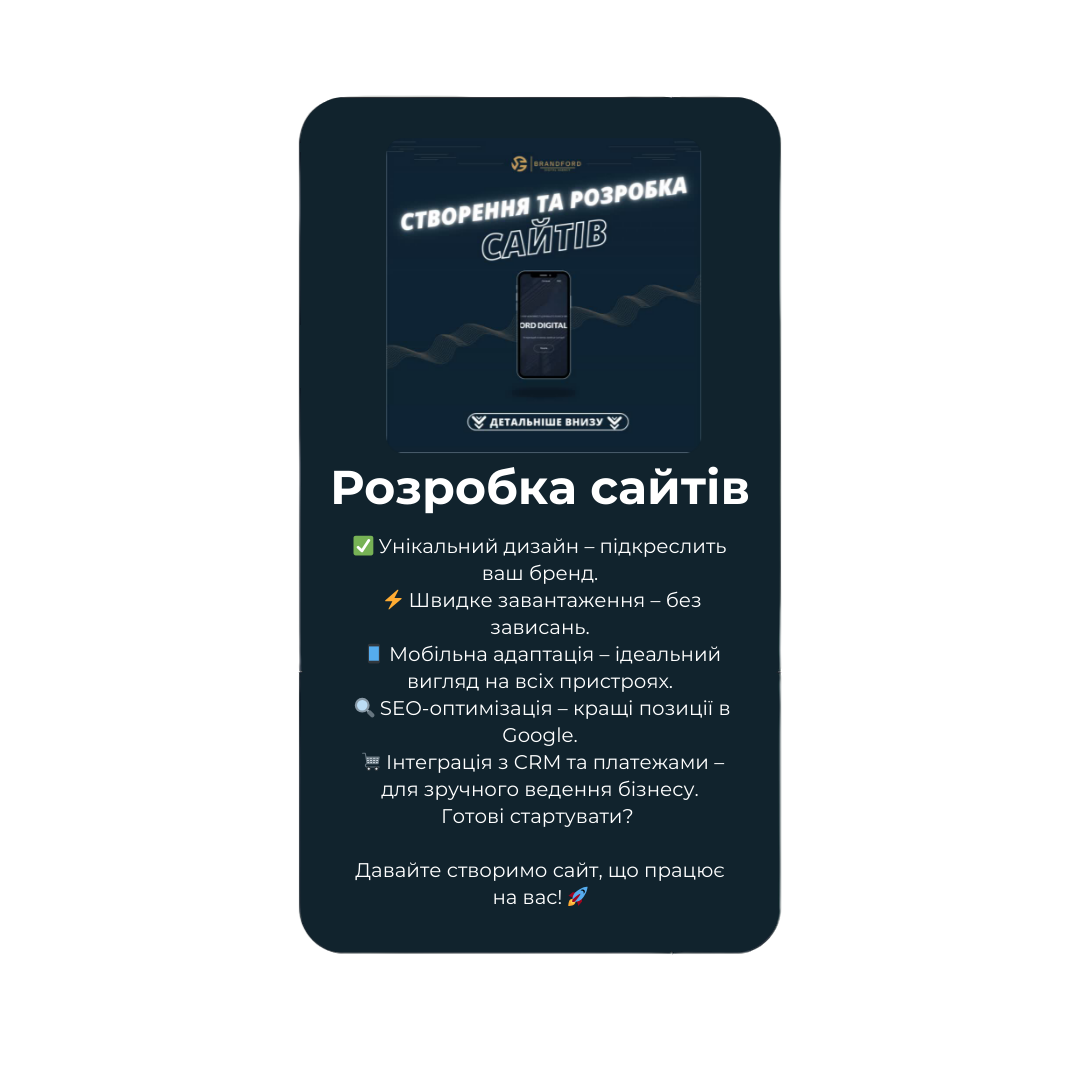 BRANDFORD
СТВОРЕННЯ ТА РОЗРОБКА
САЙТІВ
ORD DIGITAL
ДЕТАЛЬНІШЕ ВНИЗУ
Розробка сайтів
✅ Унікальний дизайн – підкреслить
ваш бренд.
⚡ Швидке завантаження – без
зависань.
📱 Мобільна адаптація – ідеальний
вигляд на всіх пристроях.
🔍 SEO-оптимізація – кращі позиції в
Google.
🛒 Інтеграція з CRM та платежами –
для зручного ведення бізнесу.
Готові стартувати?
Давайте створимо сайт, що працює
на вас! 🚀